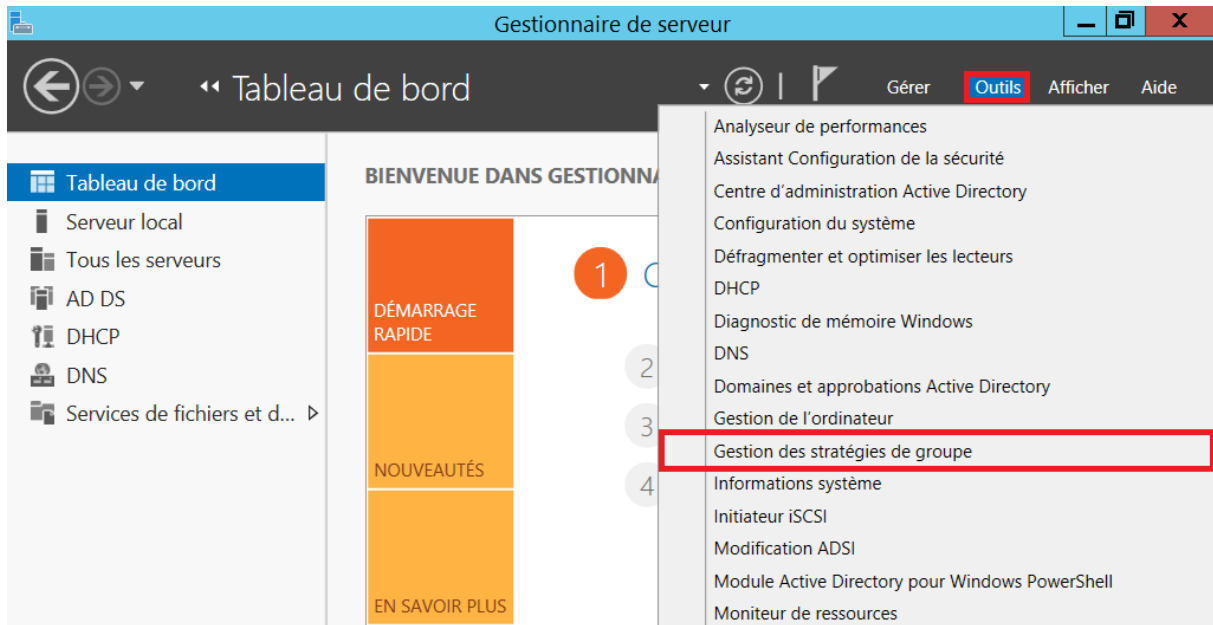 Gestionnaire de serveur
Tableau de bord
Gérer Outils Afficher Aide
Tableau de bord
Serveur local
Tous les serveurs
AD DS
DHCP
DNS
Services de fichiers et d...
BIENVENUE DANS GESTIONNA
DÉMARRAGE
RAPIDE
NOUVEAUTÉS
EN SAVOIR PLUS
1 C
2
3
4
Analyseur de performances
Assistant Configuration de la sécurité
Centre d'administration Active Directory
Configuration du système
Défragmenter et optimiser les lecteurs
DHCP
Diagnostic de mémoire Windows
DNS
Domaines et approbations Active Directory
Gestion de l'ordinateur
Gestion des stratégies de groupe
Informations système
Initiateur iSCSI
Modification ADSI
Module Active Directory pour Windows PowerShell
Moniteur de ressources